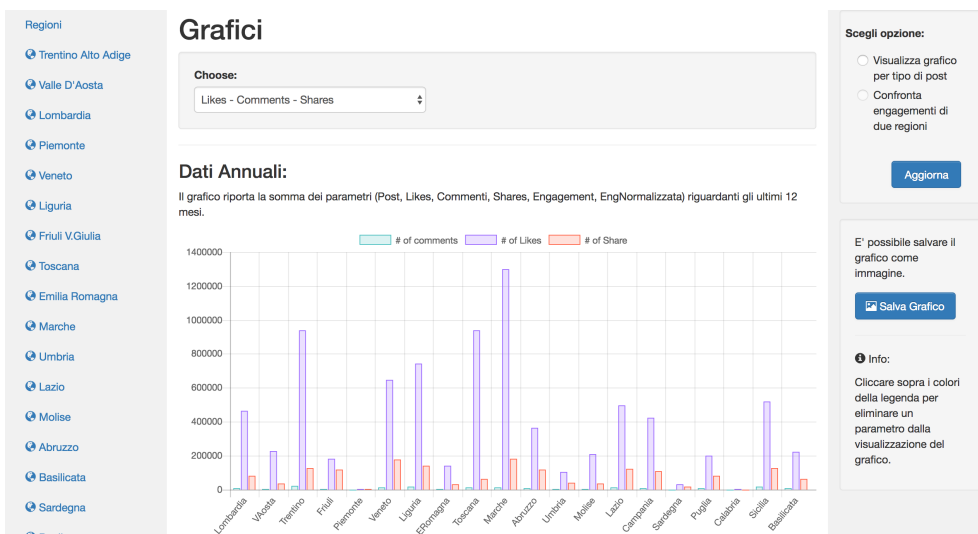 Regioni
Trentino Alto Adige
Valle D'Aosta
Lombardia
Piemonte
Veneto
Liguria
Friuli V.Giulia
Toscana
Emilia Romagna
Marche
Umbria
Lazio
Molise
Abruzzo
Basilicata
Sardegna
Grafici
Choose:
Likes - Comments - Shares
Dati Annuali:
Il grafico riporta la somma dei parametri (Post, Likes, Commenti, Shares, Engagement, EngNormalizzata) riguardanti gli ultimi 12
mesi.
# of comments # of Likes # of Share
1400000
1200000
1000000
800000
600000
400000
200000
0
Lombardia VAosta Trentino Friuli Piemonte Veneto Liguria ERomagna Toscana Marche Abruzzo Umbria Molise Lazio Campania Sardegna Puglia Calabria Sicilia Basilicata
Scegli opzione:
Visualizza grafico
per tipo di post
Confronta
engagementi di
due regioni
Aggiorna
E' possibile salvare il
grafico come
immagine.
Salva Grafico
Info:
Cliccare sopra i colori
della legenda per
eliminare un
parametro dalla
visualizzazione del
grafico.